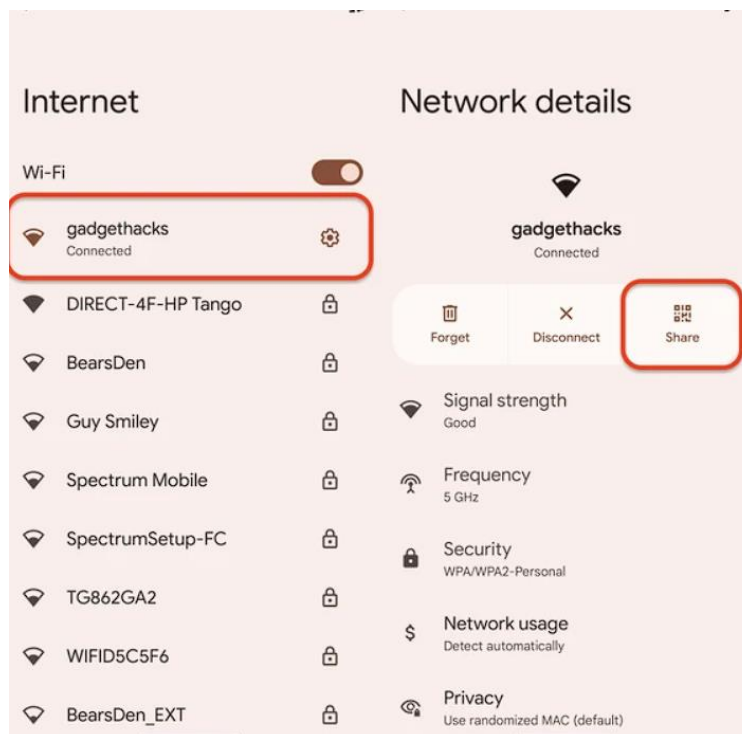 Internet
Wi-Fi
gadgethacks
Connected
DIRECT-4F-HP Tango
BearsDen
Guy Smiley
Spectrum Mobile
SpectrumSetup-FC
TG862GA2
WIFID5C5F6
BearsDen_EXT
Network details
gadgethacks
Connected
Forget
Disconnect
Share
Signal strength
Good
Frequency
5 GHz
Security
WPA/WPA2-Personal
Network usage
Detect automatically
Privacy
Use randomized MAC (default)